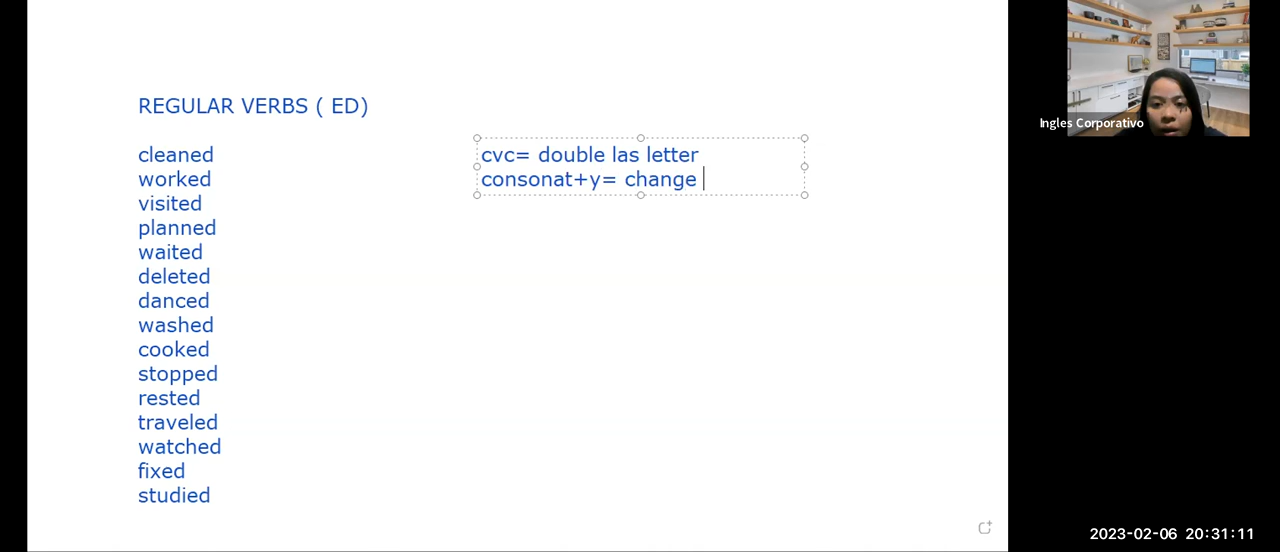 REGULAR VERBS ( ED)
cleaned
worked
visited
planned
waited
deleted
danced
washed
cooked
stopped
rested
traveled
watched
fixed
studied
cvc= double las letter
consonat+y= change
Ingles Corporativo
2023-02-06 20:31:11